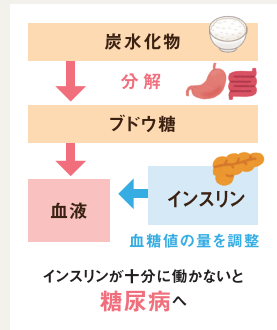 炭水化物
分解
ブドウ糖
血液
インスリン
血糖値の量を調整
インスリンが十分に働かないと
糖尿病へ